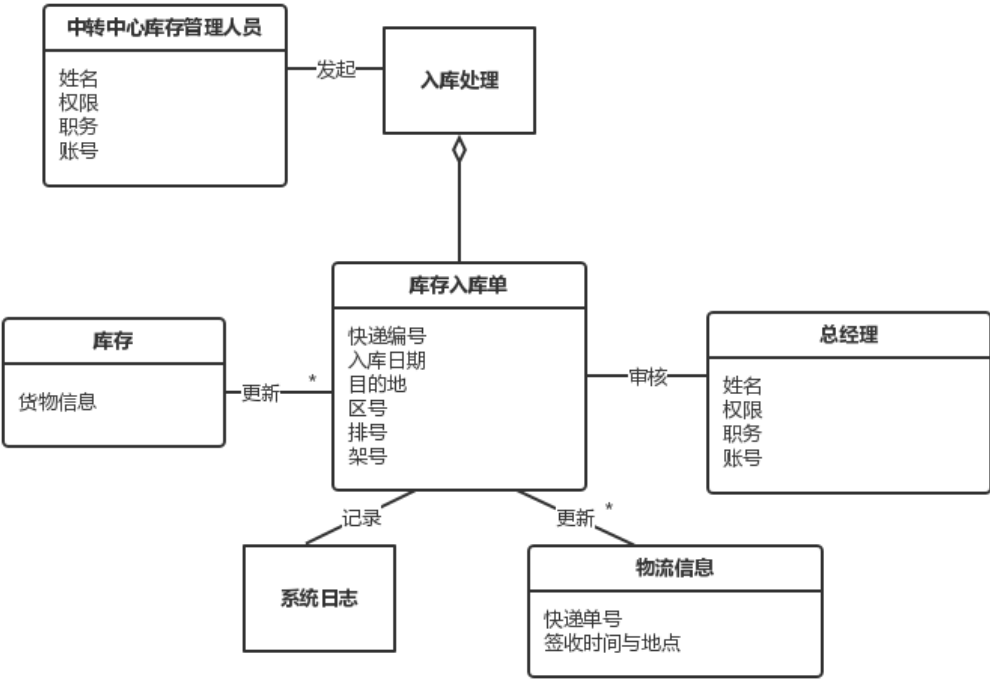 中转中心库存管理人员
姓名
权限
职务
账号
发起
入库处理
库存入库单
快递编号
入库日期
目的地
区号
排号
架号
库存
货物信息
更新
*
审核
总经理
姓名
权限
职务
账号
记录
更新
*
系统日志
物流信息
快递单号
签收时间与地点